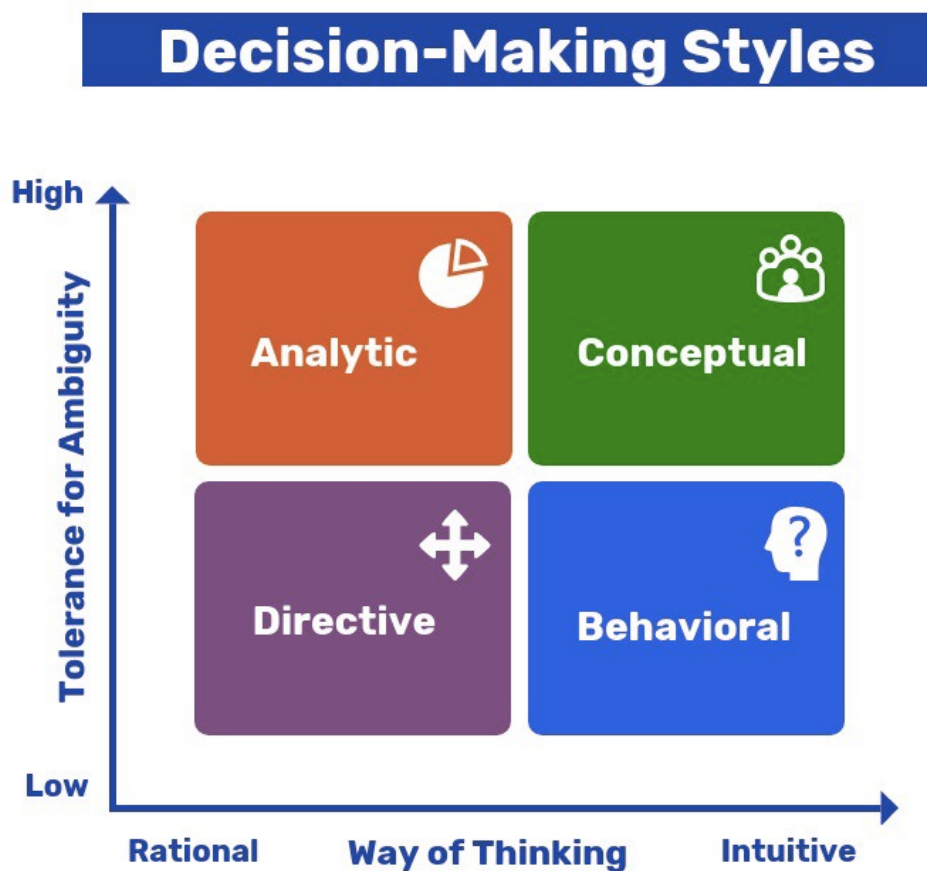 Decision-Making Styles
High
Tolerance for Ambiguity
Analytic
Conceptual
?
Directive
Behavioral
Low
Rational
Way of Thinking
Intuitive